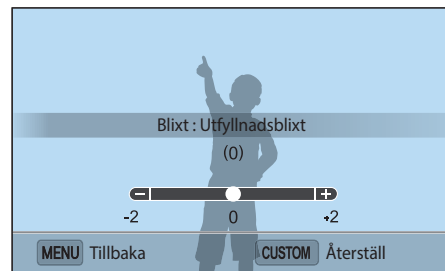 Blixt : Utfyllnadsblixt
(0)
-2 0 +2
MENU Tillbaka CUSTOM Återställ